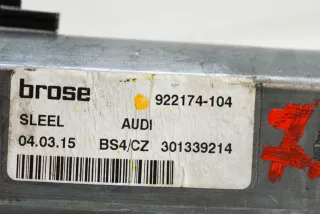 brose 922174-104
SLEEL AUDI
04.03.15 BS4/CZ 301339214